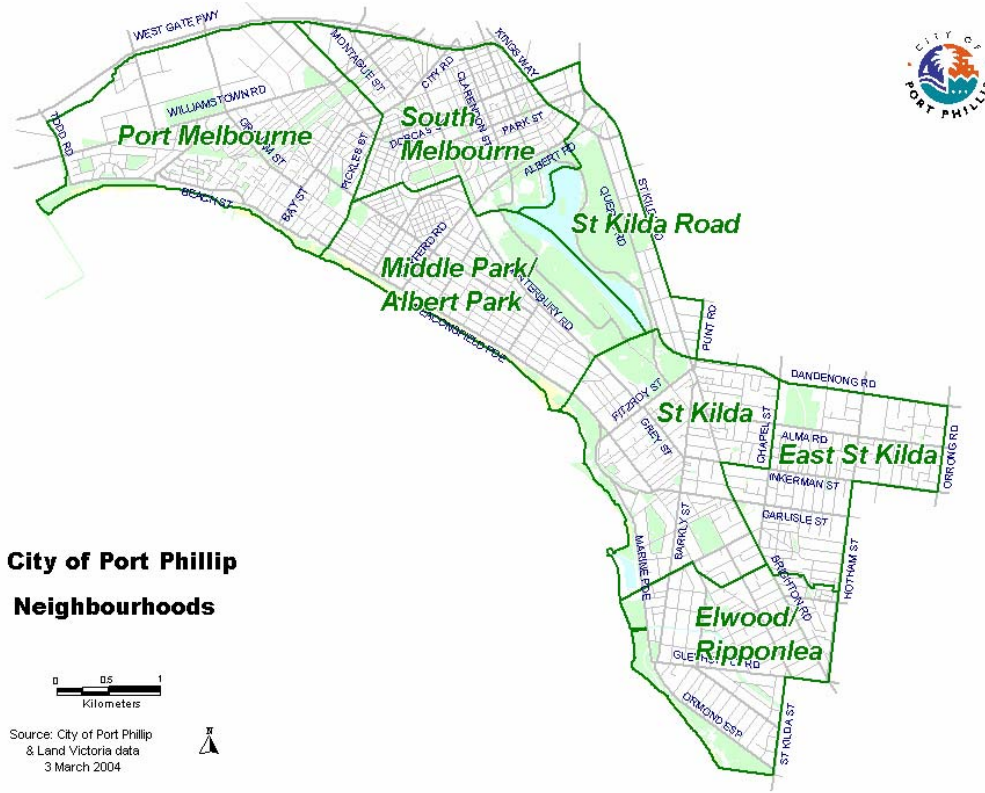 CITY OF
PORT PHILLIP
WEST GATE FWY
MONTAGUE ST
KINGS WAY
CITY RD
CLARENDON ST
WILLIAMSTOWN RD
TODD RD
Port Melbourne
PICKLES ST
South
Melbourne
PARK ST
ALBERT RD
BEACH ST
BAY ST
St Kilda Road
Middle Park/
Albert Park
PUNT RD
DANDENONG RD
FITZROY ST
GREY ST
St Kilda
CHAPEL ST
ALMA RD
East St Kilda
ORRONG RD
INKERMAN ST
CARLISLE ST
BARKLY ST
MARINE PDE
BRIGHTON RD
HOTHAM ST
Elwood/
Ripponlea
ORMOND ESP
ST KILDA ST
City of Port Phillip
Neighbourhoods
0 0.5 1
Kilometers
Source: City of Port Phillip
& Land Victoria data
3 March 2004
N